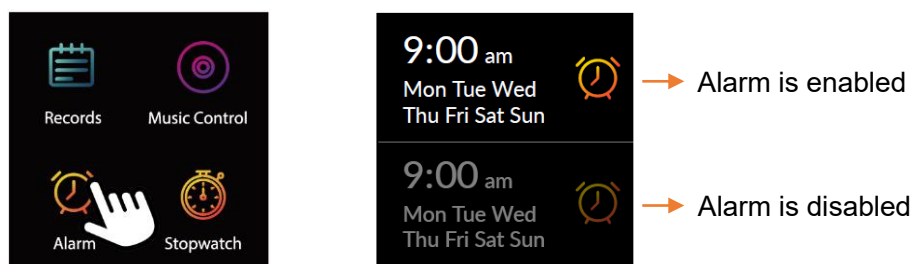 Records
Music Control
Alarm
Stopwatch
9:00 am
Mon Tue Wed
Thu Fri Sat Sun
Alarm is enabled
9:00 am
Mon Tue Wed
Thu Fri Sat Sun
Alarm is disabled